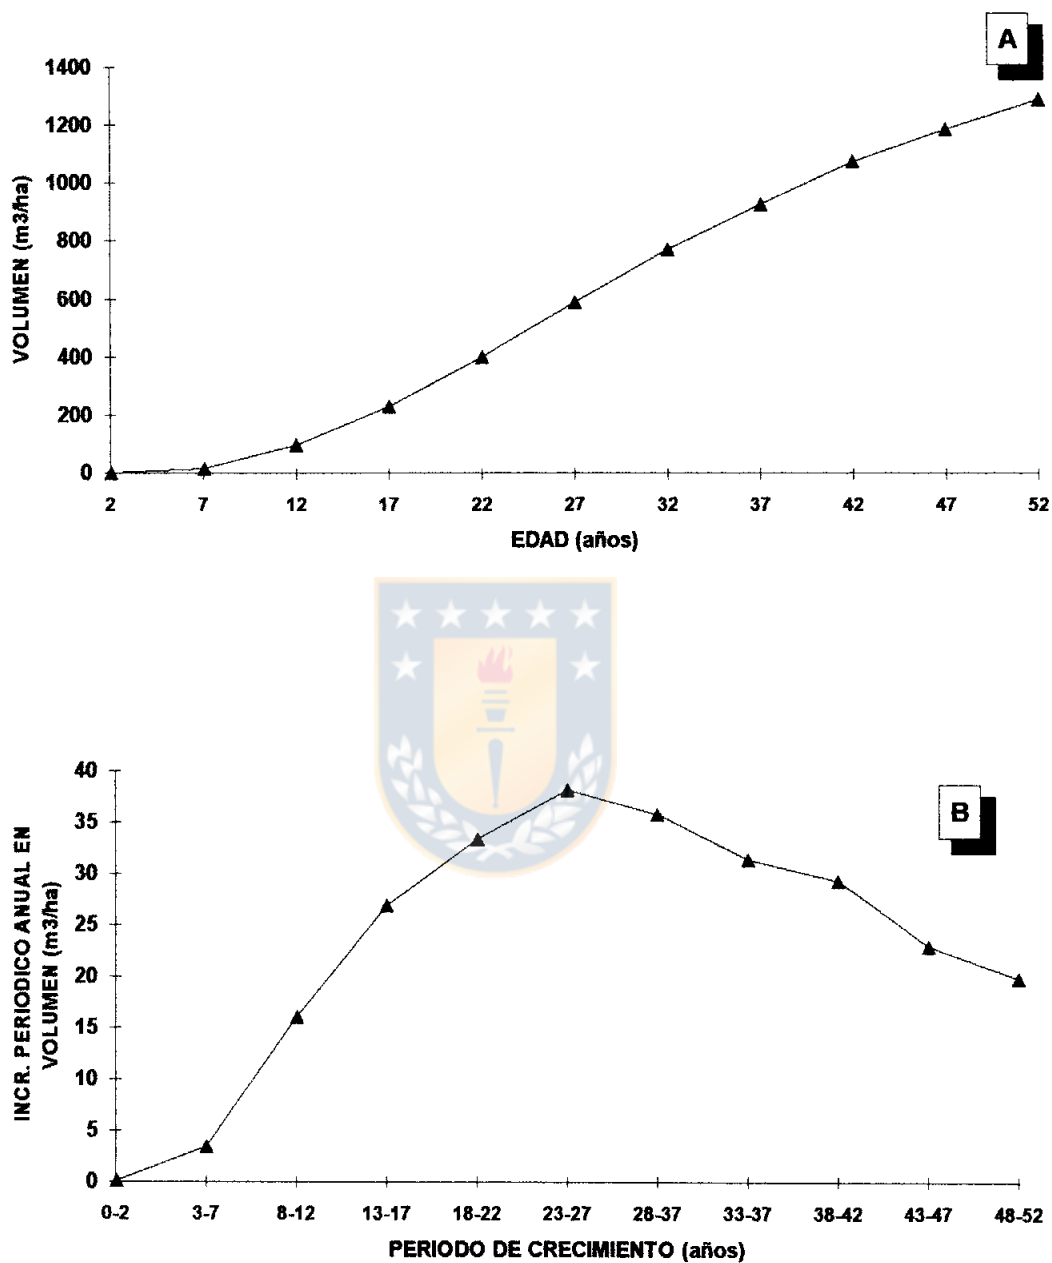 A
1400
1200
1000
800
600
400
200
0
VOLUMEN (m3/ha)
2 7 12 17 22 27 32 37 42 47 52
EDAD (años)
B
40
35
30
25
20
15
10
5
0
INCR. PERIODICO ANUAL EN
VOLUMEN (m3/ha)
0-2 3-7 8-12 13-17 18-22 23-27 28-37 33-37 38-42 43-47 48-52
PERIODO DE CRECIMIENTO (años)